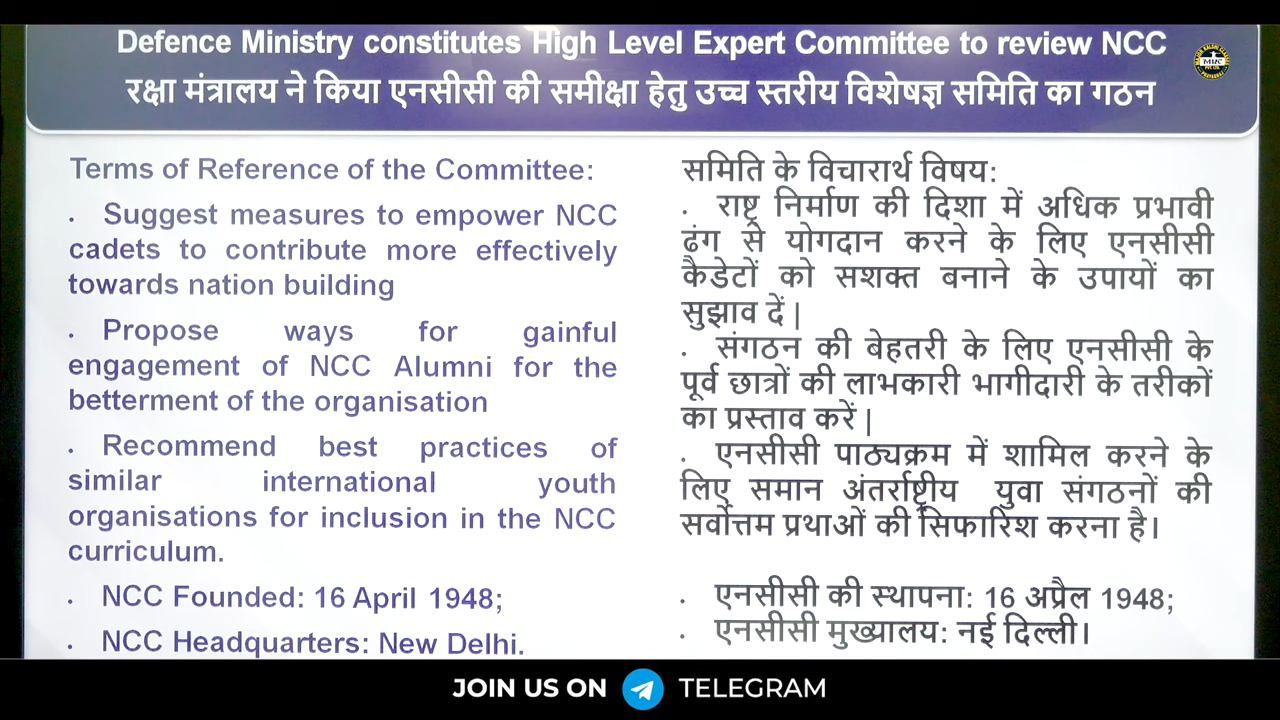 Defence Ministry constitutes High Level Expert Committee to review NCC
रक्षा मंत्रालय ने किया एनसीसी की समीक्षा हेतु उच्च स्तरीय विशेषज्ञ समिति का गठन
Terms of Reference of the Committee:
. Suggest measures to empower NCC
cadets to contribute more effectively
towards nation building
. Propose ways for gainful
engagement of NCC Alumni for the
betterment of the organisation
. Recommend best practices of
similar international youth
organisations for inclusion in the NCC
curriculum.
. NCC Founded: 16 April 1948;
. NCC Headquarters: New Delhi.
समिति के विचारार्थ विषय:
. राष्ट्र निर्माण की दिशा में अधिक प्रभावी
ढंग से योगदान करने के लिए एनसीसी
कैडेटों को सशक्त बनाने के उपायों का
सुझाव दें |
. संगठन की बेहतरी के लिए एनसीसी के
पूर्व छात्रों की लाभकारी भागीदारी के तरीकों
का प्रस्ताव करें |
. एनसीसी पाठ्यक्रम में शामिल करने के
लिए समान अंतर्राष्ट्रीय युवा संगठनों की
सर्वोत्तम प्रथाओं की सिफारिश करना है।
. एनसीसी की स्थापना: 16 अप्रैल 1948;
. एनसीसी मुख्यालय: नई दिल्ली।
JOIN US ON TELEGRAM